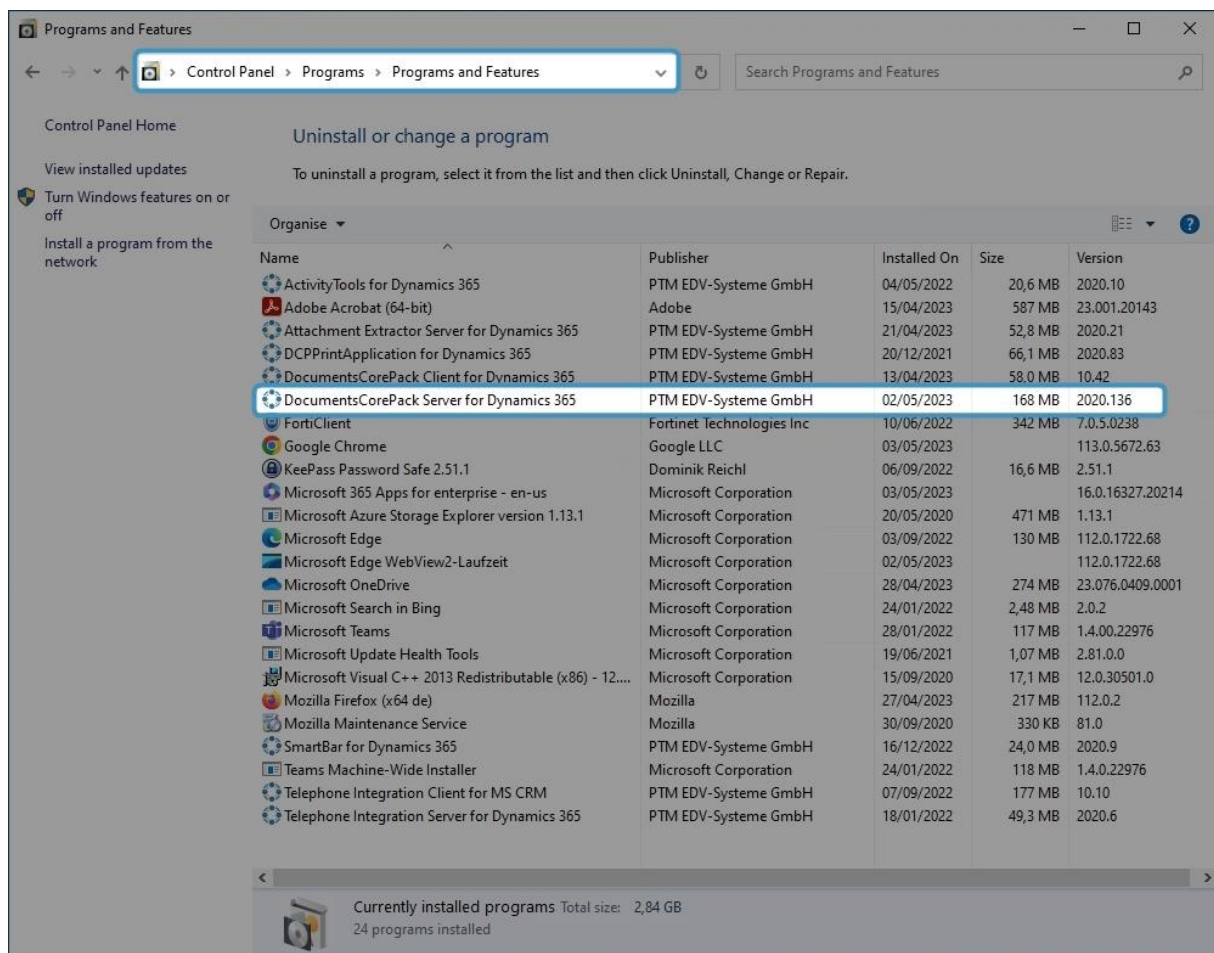 Programs and Features
Control Panel > Programs > Programs and Features
Search Programs and Features
Control Panel Home
View installed updates
Turn Windows features on or
off
Install a program from the
network
Uninstall or change a program
To uninstall a program, select it from the list and then click Uninstall, Change or Repair.
Organise
Name Publisher Installed On Size Version
ActivityTools for Dynamics 365 PTM EDV-Systeme GmbH 04/05/2022 20,6 MB 2020.10
Adobe Acrobat (64-bit) Adobe 15/04/2023 587 MB 23.001.20143
Attachment Extractor Server for Dynamics 365 PTM EDV-Systeme GmbH 21/04/2023 52,8 MB 2020.21
DCPPrintApplication for Dynamics 365 PTM EDV-Systeme GmbH 20/12/2021 66,1 MB 2020.83
DocumentsCorePack Client for Dynamics 365 PTM EDV-Systeme GmbH 13/04/2023 58,0 MB 10.42
DocumentsCorePack Server for Dynamics 365 PTM EDV-Systeme GmbH 02/05/2023 168 MB 2020.136
FortiClient Fortinet Technologies Inc 10/06/2022 342 MB 7.0.5.0238
Google Chrome Google LLC 03/05/2023 113.0.5672.63
KeePass Password Safe 2.51.1 Dominik Reichl 06/09/2022 16,6 MB 2.51.1
Microsoft 365 Apps for enterprise - en-us Microsoft Corporation 03/05/2023 16.0.16327.20214
Microsoft Azure Storage Explorer version 1.13.1 Microsoft Corporation 20/05/2020 471 MB 1.13.1
Microsoft Edge Microsoft Corporation 03/09/2022 130 MB 112.0.1722.68
Microsoft Edge WebView2-Laufzeit Microsoft Corporation 02/05/2023 112.0.1722.68
Microsoft OneDrive Microsoft Corporation 28/04/2023 274 MB 23.076.0409.0001
Microsoft Search in Bing Microsoft Corporation 24/01/2022 2,48 MB 2.0.2
Microsoft Teams Microsoft Corporation 28/01/2022 117 MB 1.4.00.22976
Microsoft Update Health Tools Microsoft Corporation 19/06/2021 1,07 MB 2.81.0.0
Microsoft Visual C++ 2013 Redistributable (x86) - 12.... Microsoft Corporation 15/09/2020 17,1 MB 12.0.30501.0
Mozilla Firefox (x64 de) Mozilla 27/04/2023 217 MB 112.0.2
Mozilla Maintenance Service Mozilla 30/09/2020 330 KB 81.0
SmartBar for Dynamics 365 PTM EDV-Systeme GmbH 16/12/2022 24,0 MB 2020.9
Teams Machine-Wide Installer Microsoft Corporation 24/01/2022 118 MB 1.4.0.22976
Telephone Integration Client for MS CRM PTM EDV-Systeme GmbH 07/09/2022 177 MB 10.10
Telephone Integration Server for Dynamics 365 PTM EDV-Systeme GmbH 18/01/2022 49,3 MB 2020.6
Currently installed programs Total size: 2,84 GB
24 programs installed